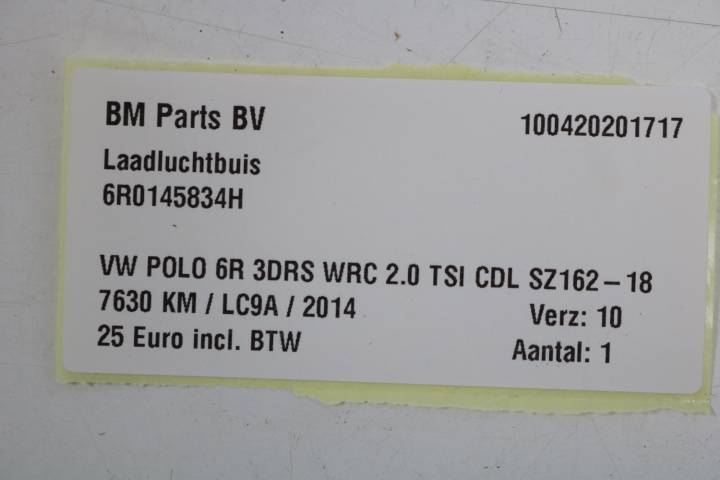 BM Parts BV 100420201717
Laadluchtbuis
6R0145834H
VW POLO 6R 3DRS WRC 2.0 TSI CDL SZ162-18
7630 KM / LC9A / 2014 Verz: 10
25 Euro incl. BTW Aantal: 1